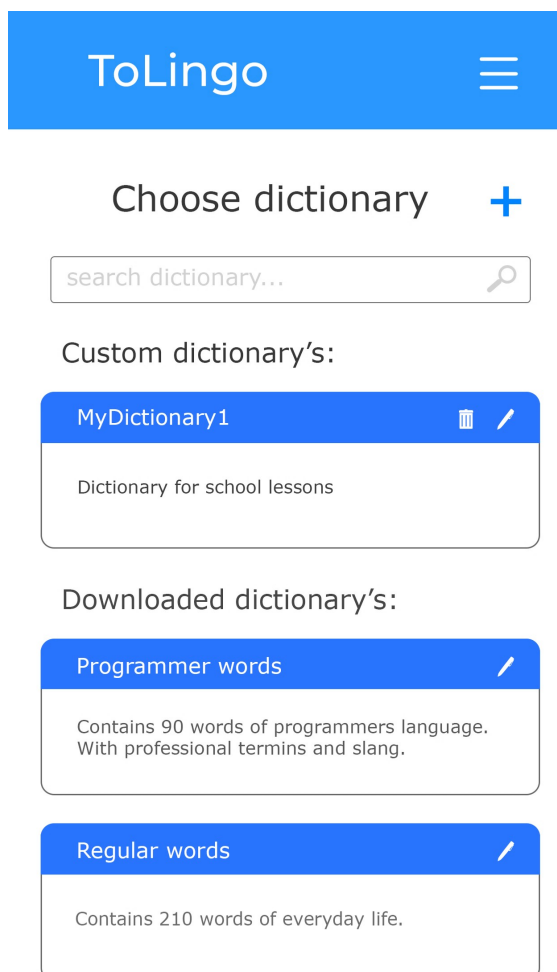 ToLingo
Choose dictionary
search dictionary...
Custom dictionary’s:
MyDictionary1
Dictionary for school lessons
Downloaded dictionary’s:
Programmer words
Contains 90 words of programmers language.
With professional termins and slang.
Regular words
Contains 210 words of everyday life.